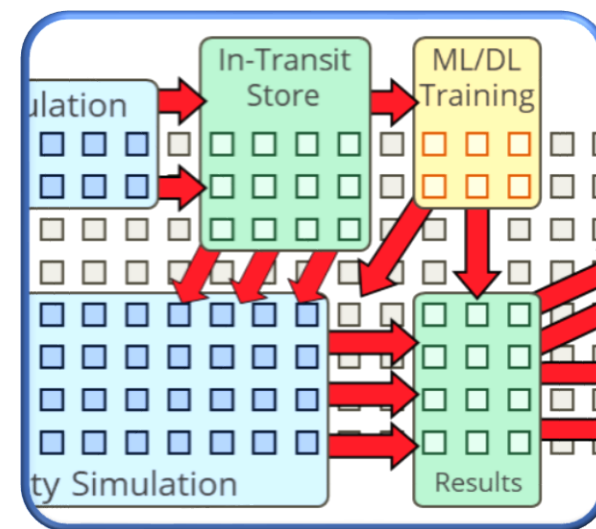 In-Transit
Store
ML/DL
Training
ulation
ty Simulation
Results